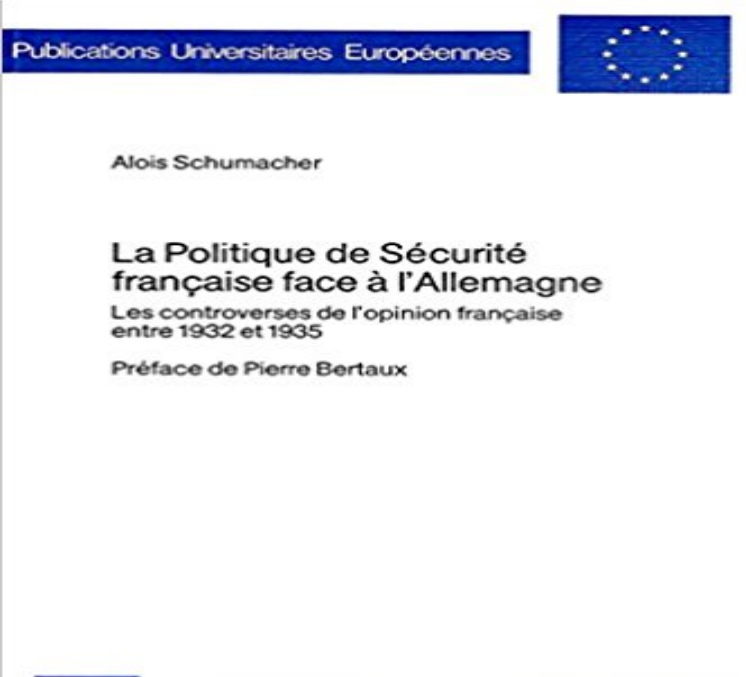 Publications Universitaires Européennes
Alois Schumacher
La Politique de Sécurité
française face à l'Allemagne
Les controverses de l'opinion française
entre 1932 et 1935
Préface de Pierre Bertaux